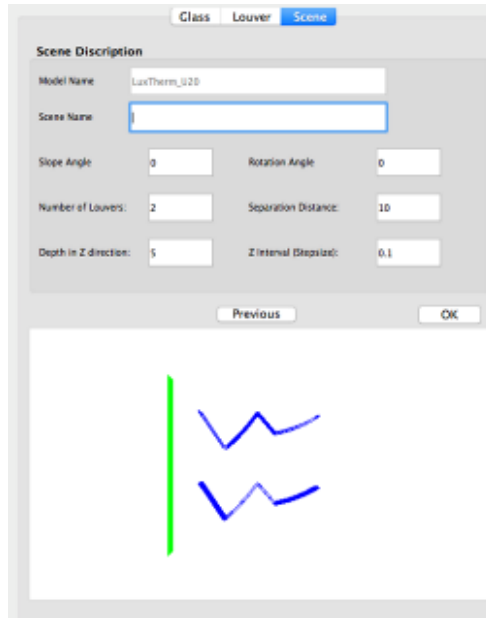 Glass Louver Scene
Scene Discription
Model Name LuxTherm_U20
Scene Name
Slope Angle 0 Rotation Angle 0
Number of Louvers: 2 Separation Distance: 10
Depth in Z direction: 5 Z Interval (Stepsize): 0.1
Previous OK